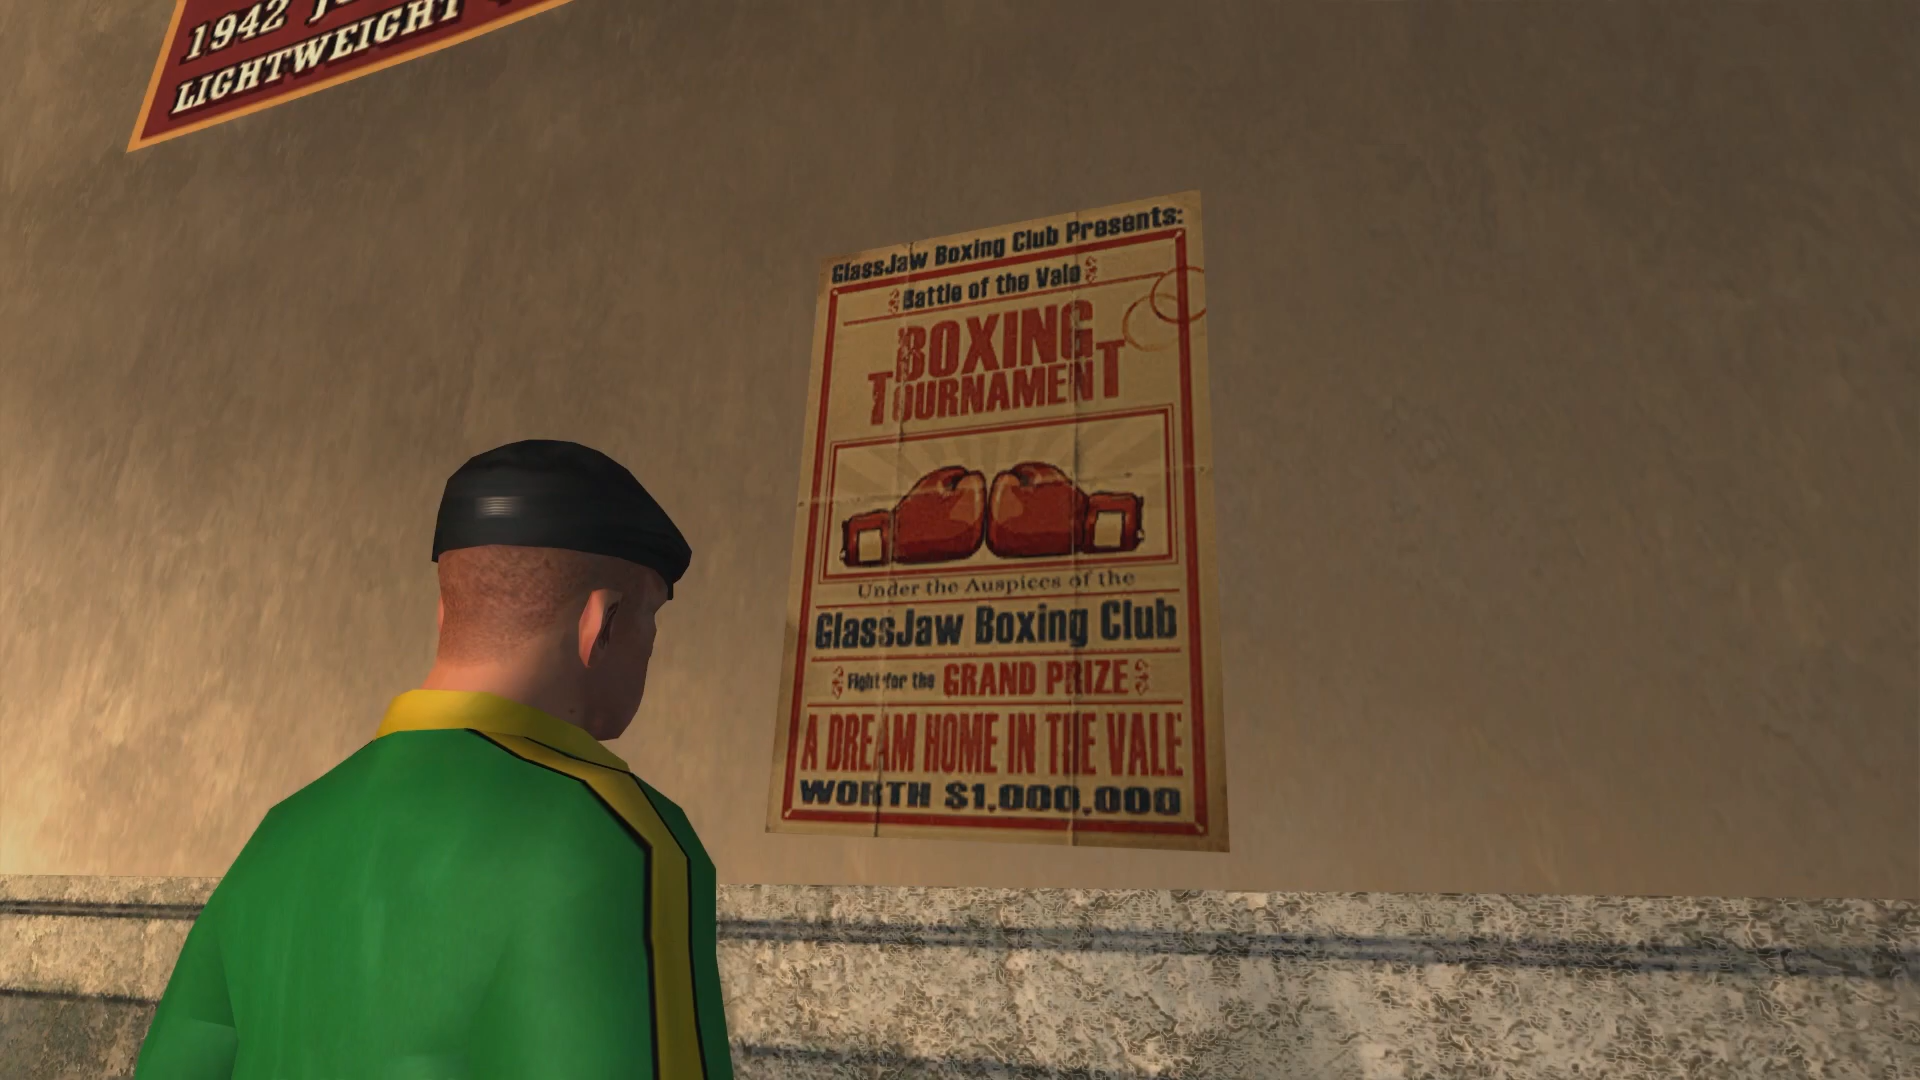 1942
LIGHTWEIGHT
GlassJaw Boxing Club Presents:
Battle of the Vale
BOXING
TOURNAMENT
Under the Auspices of the
GlassJaw Boxing Club
Fight for the GRAND PRIZE
A DREAM HOME IN THE VALE
WORTH $1,000,000